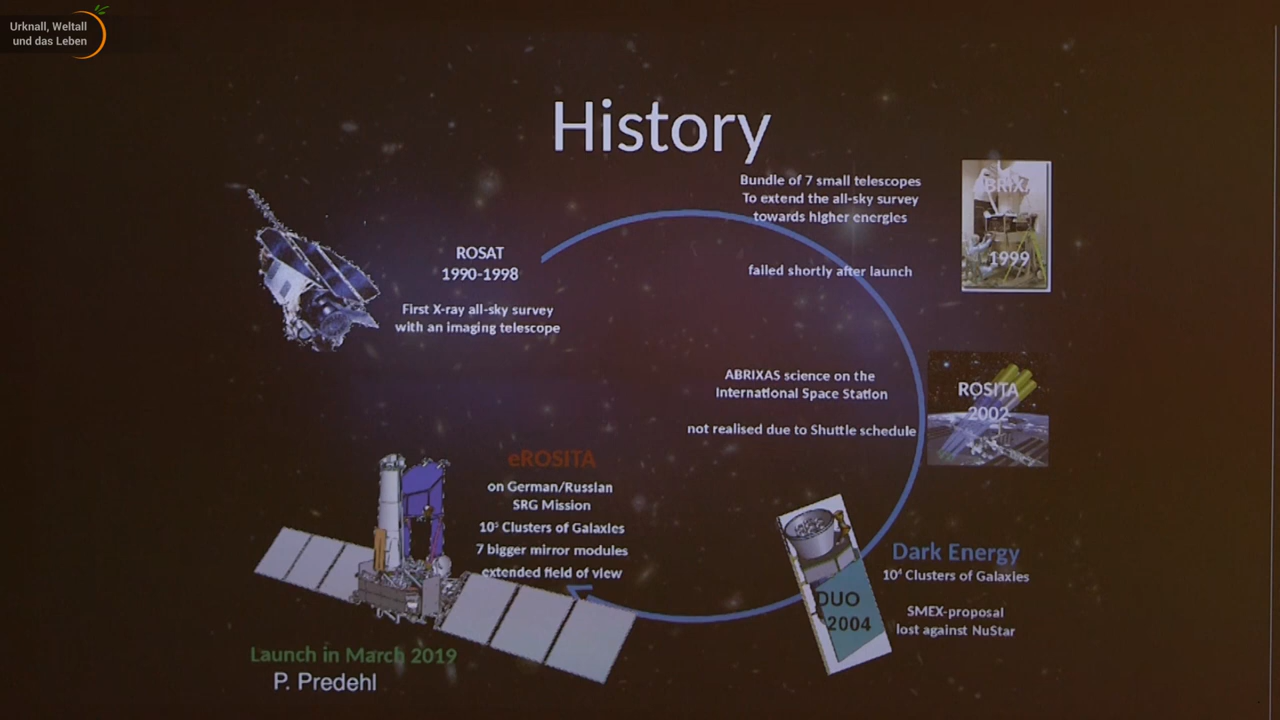 Urknall, Weltall
und das Leben
History
ROSAT
1990-1998
First X-ray all-sky survey
with an imaging telescope
Bundle of 7 small telescopes
To extend the all-sky survey
towards higher energies
failed shortly after launch
BRIXA
1999
ABRIXAS science on the
International Space Station
not realised due to Shuttle schedule
ROSITA
2002
DUO
2004
Dark Energy
10⁴ Clusters of Galaxies
SMEX-proposal
lost against NuStar
eROSITA
on German/Russian
SRG Mission
10⁵ Clusters of Galaxies
7 bigger mirror modules
extended field of view
Launch in March 2019
P. Predehl